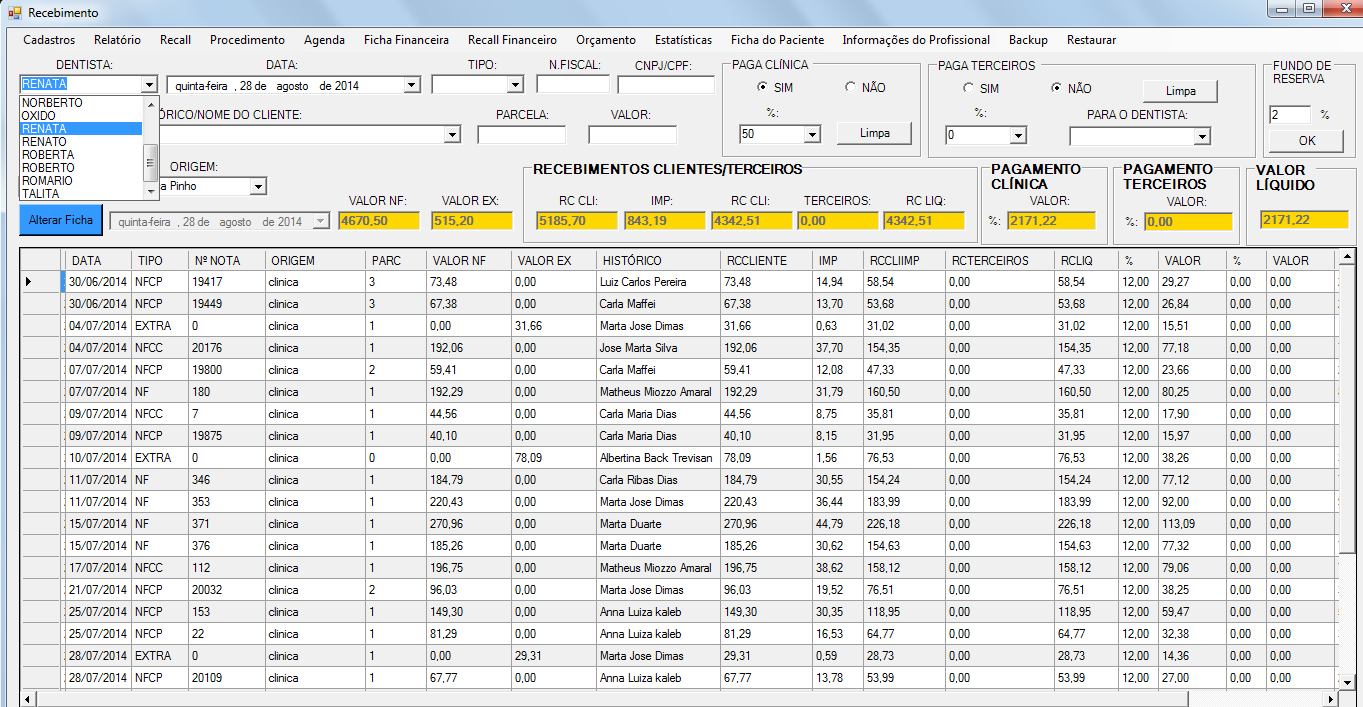 Recebimento
Cadastros Relatório Recall Procedimento Agenda Ficha Financeira Recall Financeiro Orçamento Estatísticas Ficha do Paciente Informações do Profissional Backup Restaurar
DENTISTA: DATA: TIPO: N.FISCAL: CNPJ/CPF: PAGA CLÍNICA PAGA TERCEIROS FUNDO DE RESERVA
RENATA quinta-feira , 28 de agosto de 2014 SIM NÃO SIM NÃO Limpa
NORBERTO
OXIDO
RENATA
RENATO
ROBERTA
ROBERTO
ROMARIO
TALITA
ÓRICO/NOME DO CLIENTE: PARCELA: VALOR: %: %: PARA O DENTISTA: 2 %
50 Limpa 0 OK
ORIGEM: RECEBIMENTOS CLIENTES/TERCEIROS PAGAMENTO CLÍNICA PAGAMENTO TERCEIROS VALOR LÍQUIDO
a Pinho
VALOR NF: VALOR EX: RC CLI: IMP: RC CLI: TERCEIROS: RC LIQ: VALOR: VALOR:
Alterar Ficha quinta-feira , 28 de agosto de 2014 4670,50 515,20 5185,70 843,19 4342,51 0,00 4342,51 %: 2171,22 %: 0,00 2171,22
DATA TIPO Nº NOTA ORIGEM PARC VALOR NF VALOR EX HISTÓRICO RCCLIENTE IMP RCCLIIMP RCTERCEIROS RCLIQ % VALOR % VALOR
30/06/2014 NFCP 19417 clinica 3 73,48 0,00 Luiz Carlos Pereira 73,48 14,94 58,54 0,00 58,54 12,00 29,27 0,00 0,00
30/06/2014 NFCP 19449 clinica 3 67,38 0,00 Carla Maffei 67,38 13,70 53,68 0,00 53,68 12,00 26,84 0,00 0,00
04/07/2014 EXTRA 0 clinica 1 0,00 31,66 Marta Jose Dimas 31,66 0,63 31,02 0,00 31,02 12,00 15,51 0,00 0,00
04/07/2014 NFCC 20176 clinica 1 192,06 0,00 Jose Marta Silva 192,06 37,70 154,35 0,00 154,35 12,00 77,18 0,00 0,00
07/07/2014 NFCP 19800 clinica 2 59,41 0,00 Carla Maffei 59,41 12,08 47,33 0,00 47,33 12,00 23,66 0,00 0,00
07/07/2014 NF 180 clinica 1 192,29 0,00 Matheus Miozzo Amaral 192,29 31,79 160,50 0,00 160,50 12,00 80,25 0,00 0,00
09/07/2014 NFCC 7 clinica 1 44,56 0,00 Carla Maria Dias 44,56 8,75 35,81 0,00 35,81 12,00 17,90 0,00 0,00
09/07/2014 NFCP 19875 clinica 1 40,10 0,00 Carla Maria Dias 40,10 8,15 31,95 0,00 31,95 12,00 15,97 0,00 0,00
10/07/2014 EXTRA 0 clinica 0 0,00 78,09 Albertina Back Trevisan 78,09 1,56 76,53 0,00 76,53 12,00 38,26 0,00 0,00
11/07/2014 NF 346 clinica 1 184,79 0,00 Carla Ribas Dias 184,79 30,55 154,24 0,00 154,24 12,00 77,12 0,00 0,00
11/07/2014 NF 353 clinica 1 220,43 0,00 Marta Jose Dimas 220,43 36,44 183,99 0,00 183,99 12,00 92,00 0,00 0,00
15/07/2014 NF 371 clinica 1 270,96 0,00 Marta Duarte 270,96 44,79 226,18 0,00 226,18 12,00 113,09 0,00 0,00
15/07/2014 NF 376 clinica 1 185,26 0,00 Marta Duarte 185,26 30,62 154,63 0,00 154,63 12,00 77,32 0,00 0,00
17/07/2014 NFCC 112 clinica 1 196,75 0,00 Matheus Miozzo Amaral 196,75 38,62 158,12 0,00 158,12 12,00 79,06 0,00 0,00
21/07/2014 NFCP 20032 clinica 2 96,03 0,00 Marta Jose Dimas 96,03 19,52 76,51 0,00 76,51 12,00 38,25 0,00 0,00
25/07/2014 NFCP 153 clinica 1 149,30 0,00 Anna Luiza kaleb 149,30 30,35 118,95 0,00 118,95 12,00 59,47 0,00 0,00
25/07/2014 NFCP 22 clinica 1 81,29 0,00 Anna Luiza kaleb 81,29 16,53 64,77 0,00 64,77 12,00 32,38 0,00 0,00
28/07/2014 EXTRA 0 clinica 1 0,00 29,31 Marta Jose Dimas 29,31 0,59 28,73 0,00 28,73 12,00 14,36 0,00 0,00
28/07/2014 NFCP 20109 clinica 1 67,77 0,00 Anna Luiza kaleb 67,77 13,78 53,99 0,00 53,99 12,00 27,00 0,00 0,00